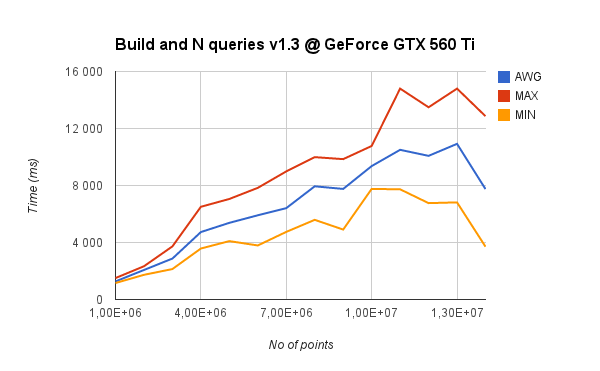 Build and N queries v1.3 @ GeForce GTX 560 Ti
16 000
12 000
8 000
4 000
0
Time (ms)
1,00E+06
4,00E+06
7,00E+06
1,00E+07
1,30E+07
No of points
AWG
MAX
MIN